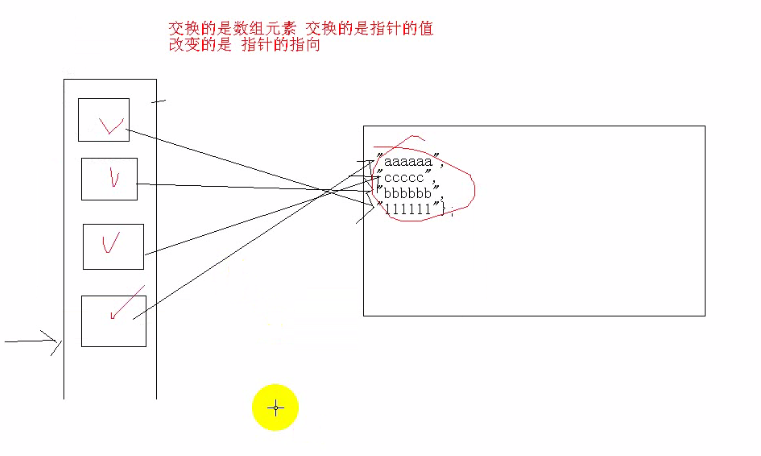 交换的是数组元素 交换的是指针的值
改变的是 指针的指向
"aaaaaa",
"ccccc",
"bbbbbb",
"111111"};